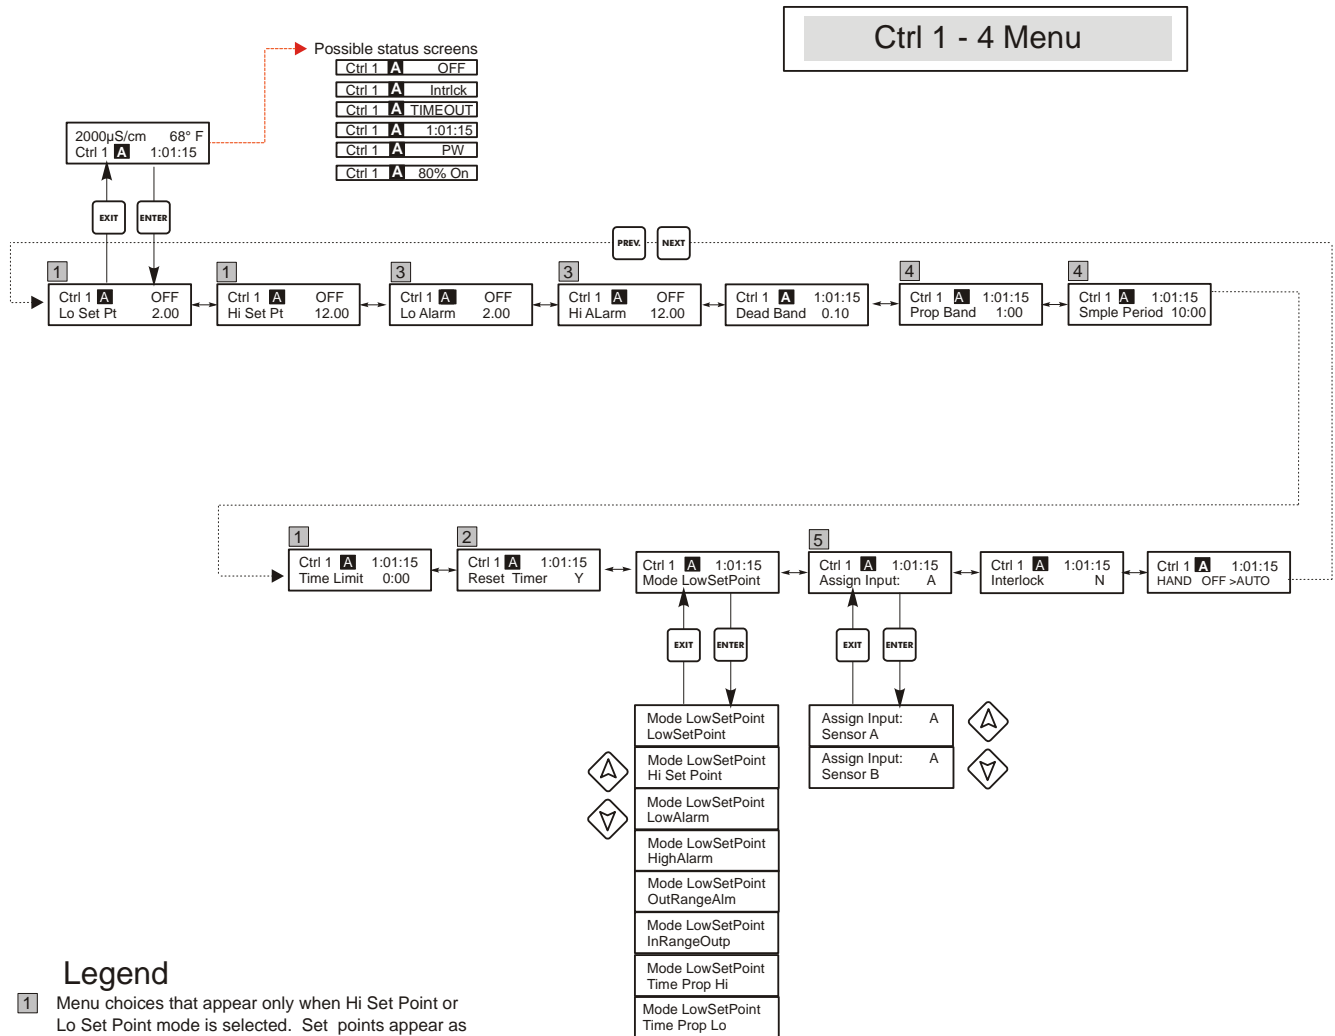 Ctrl 1 - 4 Menu
Possible status screens
Ctrl 1 A OFF
Ctrl 1 A Intrlck
Ctrl 1 A TIMEOUT
Ctrl 1 A 1:01:15
Ctrl 1 A PW
Ctrl 1 A 80% On
2000µS/cm 68° F
Ctrl 1 A 1:01:15
EXIT
ENTER
PREV.
NEXT
1
Ctrl 1 A OFF
Lo Set Pt 2.00
1
Ctrl 1 A OFF
Hi Set Pt 12.00
3
Ctrl 1 A OFF
Lo Alarm 2.00
3
Ctrl 1 A OFF
Hi ALarm 12.00
Ctrl 1 A 1:01:15
Dead Band 0.10
4
Ctrl 1 A 1:01:15
Prop Band 1:00
4
Ctrl 1 A 1:01:15
Smple Period 10:00
1
Ctrl 1 A 1:01:15
Time Limit 0:00
2
Ctrl 1 A 1:01:15
Reset Timer Y
Ctrl 1 A 1:01:15
Mode LowSetPoint
5
Ctrl 1 A 1:01:15
Assign Input: A
Ctrl 1 A 1:01:15
Interlock N
Ctrl 1 A 1:01:15
HAND OFF >AUTO
EXIT
ENTER
EXIT
ENTER
Mode LowSetPoint
LowSetPoint
Mode LowSetPoint
Hi Set Point
Mode LowSetPoint
LowAlarm
Mode LowSetPoint
HighAlarm
Mode LowSetPoint
OutRangeAlm
Mode LowSetPoint
InRangeOutp
Mode LowSetPoint
Time Prop Hi
Mode LowSetPoint
Time Prop Lo
Assign Input: A
Sensor A
Assign Input: A
Sensor B
Legend
1 Menu choices that appear only when Hi Set Point or
Lo Set Point mode is selected. Set points appear as